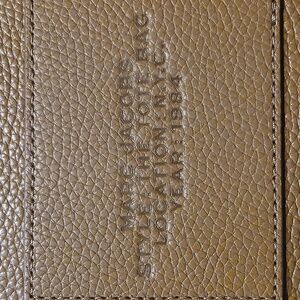 MARC JACOBS
STYLE: THE TOTE BAG
LOCATION: N.Y.C.
YEAR: 1984